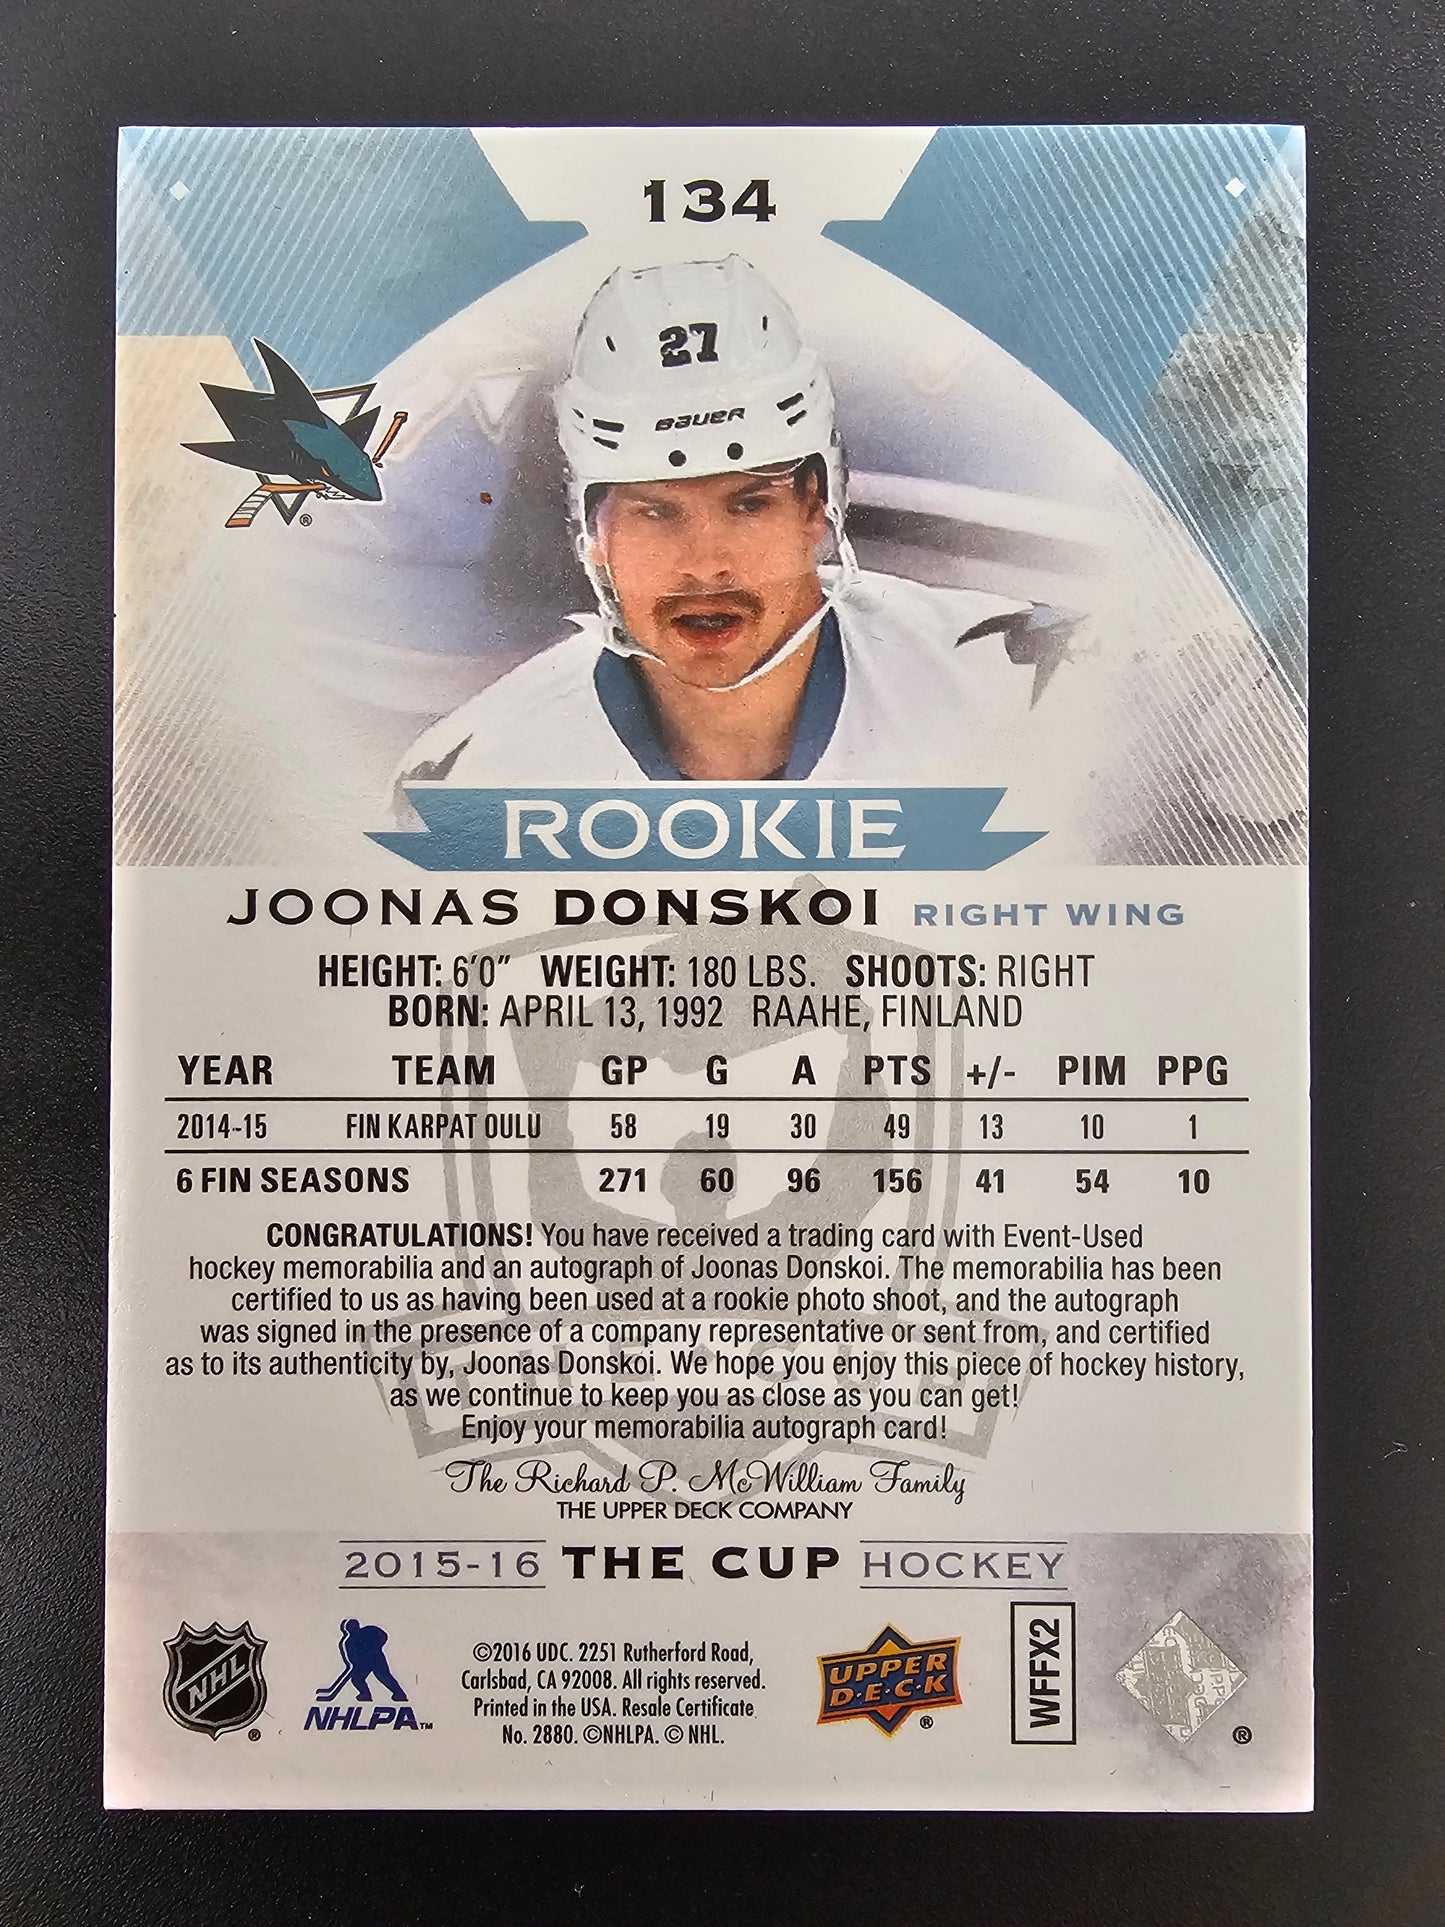 134
27
BAUER
®
ROOKIE
JOONAS DONSKOI RIGHT WING
HEIGHT: 6'0" WEIGHT: 180 LBS. SHOOTS: RIGHT
BORN: APRIL 13, 1992 RAAHE, FINLAND
YEAR TEAM GP G A PTS +/- PIM PPG
2014-15 FIN KARPAT OULU 58 19 30 49 13 10 1
6 FIN SEASONS 271 60 96 156 41 54 10
CONGRATULATIONS! You have received a trading card with Event-Used
hockey memorabilia and an autograph of Joonas Donskoi. The memorabilia has been
certified to us as having been used at a rookie photo shoot, and the autograph
was signed in the presence of a company representative or sent from, and certified
as to its authenticity by, Joonas Donskoi. We hope you enjoy this piece of hockey history,
as we continue to keep you as close as you can get!
Enjoy your memorabilia autograph card!
The Richard P. McWilliam Family
THE UPPER DECK COMPANY
2015-16 THE CUP HOCKEY
NHL ®
NHLPA™
©2016 UDC. 2251 Rutherford Road,
Carlsbad, CA 92008. All rights reserved.
Printed in the USA. Resale Certificate
No. 2880. ©NHLPA. © NHL.
UPPER
D·E·C·K ®
WFFX2
®